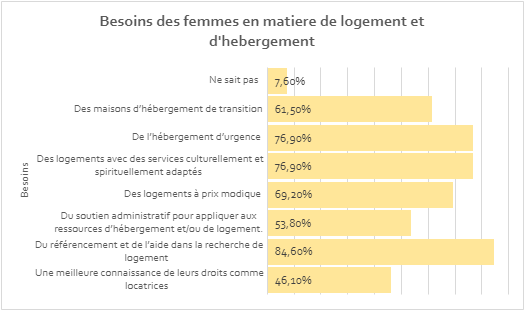 Besoins des femmes en matiere de logement et
d'hebergement
Besoins
Ne sait pas
7,60%
Des maisons d'hébergement de transition
61,50%
De l'hébergement d'urgence
76,90%
Des logements avec des services culturellement et
spirituellement adaptés
76,90%
Des logements à prix modique
69,20%
Du soutien administratif pour appliquer aux
ressources d'hébergement et/ou de logement.
53,80%
Du référencement et de l'aide dans la recherche de
logement
84,60%
Une meilleure connaissance de leurs droits comme
locatrices
46,10%